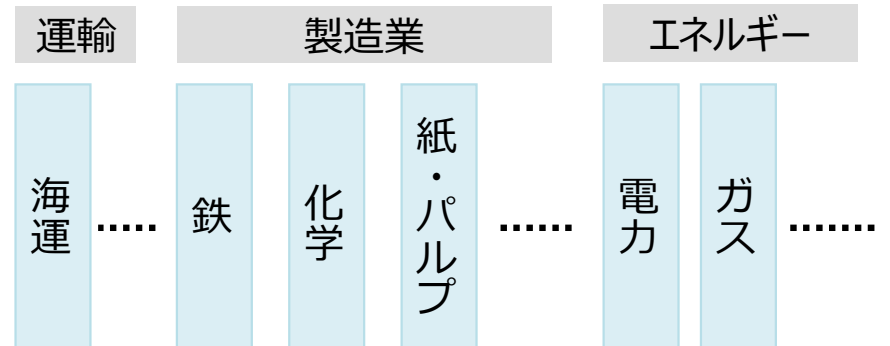 運輸
製造業
エネルギー
海運
.....
鉄
化学
紙・パルプ
......
電力
ガス
.......